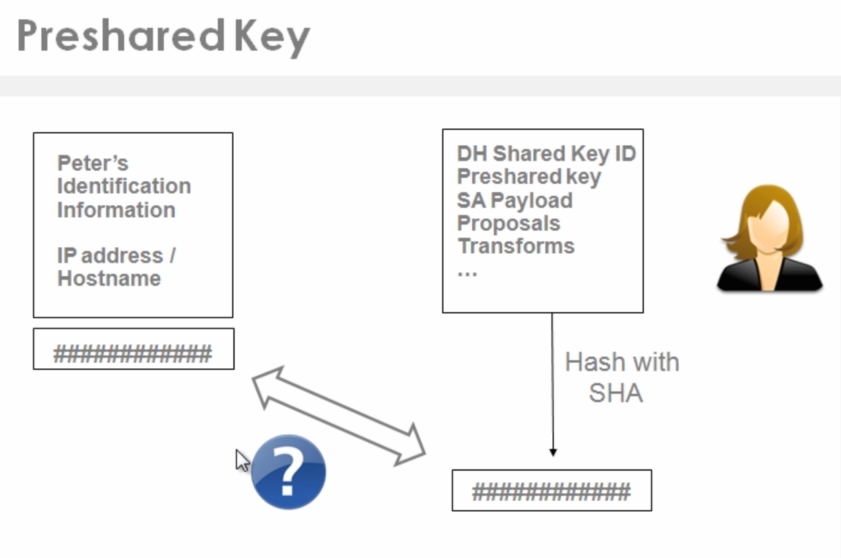 Preshared Key
Peter’s
Identification
Information
IP address /
Hostname
############
DH Shared Key ID
Preshared key
SA Payload
Proposals
Transforms
...
Hash with
SHA
############
?